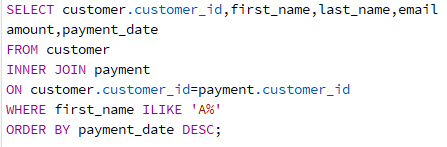 SELECT customer.customer_id,first_name,last_name,email
amount,payment_date
FROM customer
INNER JOIN payment
ON customer.customer_id=payment.customer_id
WHERE first_name ILIKE 'A%'
ORDER BY payment_date DESC;